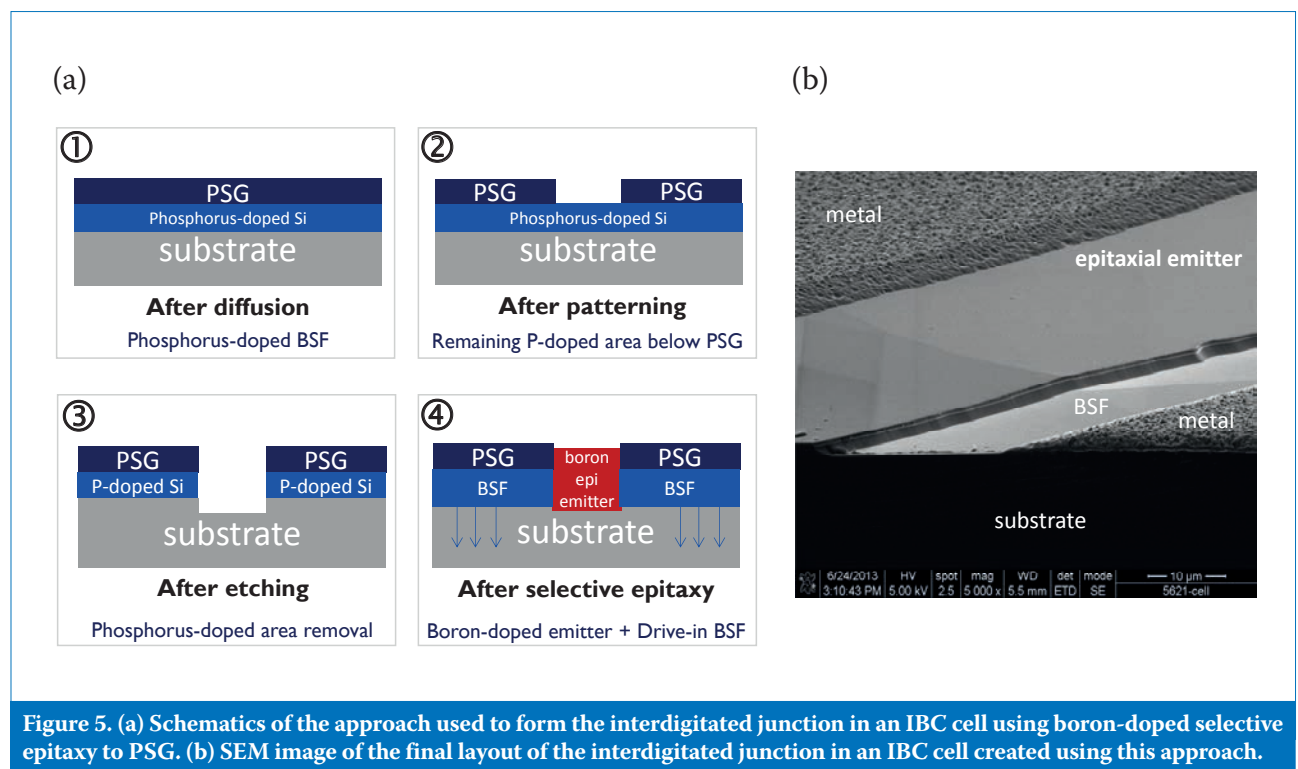 (a)
①
PSG
Phosphorus-doped Si
substrate
After diffusion
Phosphorus-doped BSF
②
PSG PSG
Phosphorus-doped Si
substrate
After patterning
Remaining P-doped area below PSG
③
PSG PSG
P-doped Si P-doped Si
substrate
After etching
Phosphorus-doped area removal
④
PSG boron PSG
BSF epi BSF
emitter
substrate
After selective epitaxy
Boron-doped emitter + Drive-in BSF
(b)
metal
epitaxial emitter
BSF
metal
substrate
6/24/2013 HV spot mag WD det mode 10 µm
3:10:43 PM 5.00 kV 2.5 5 000 x 5.5 mm ETD SE 5621-cell
Figure 5. (a) Schematics of the approach used to form the interdigitated junction in an IBC cell using boron-doped selective
epitaxy to PSG. (b) SEM image of the final layout of the interdigitated junction in an IBC cell created using this approach.